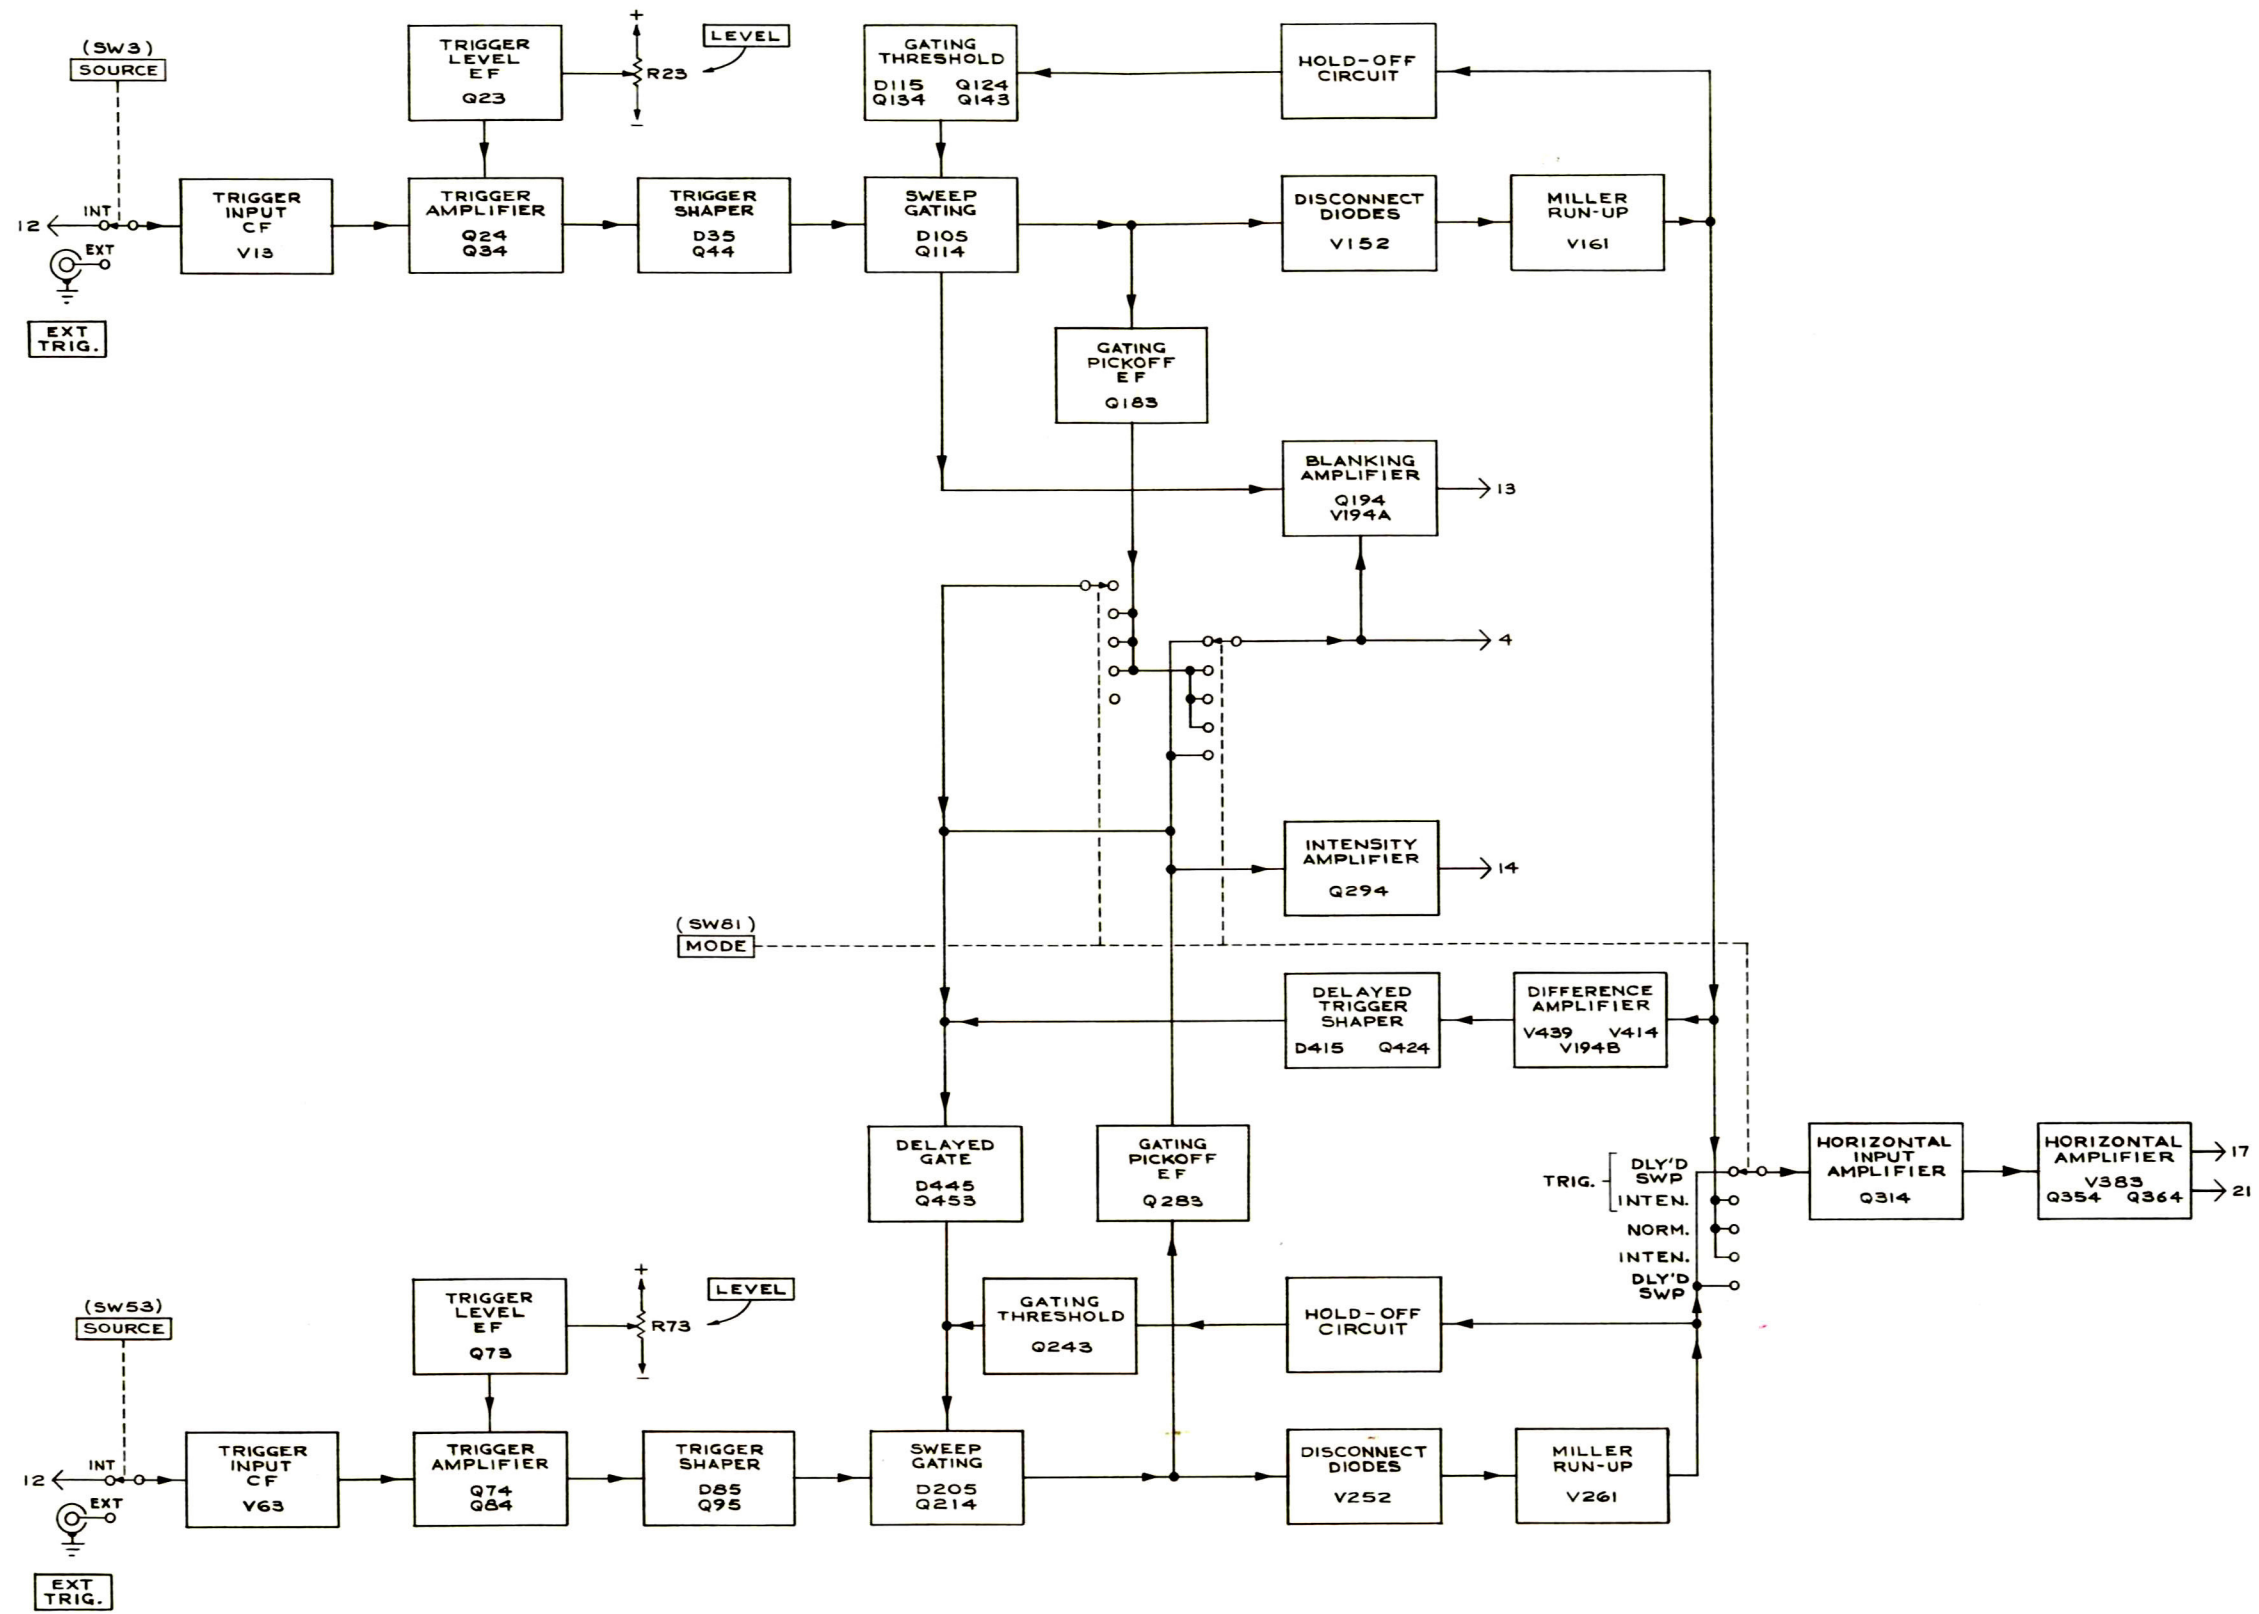 (SW3)
SOURCE
INT
12
EXT
EXT
TRIG.
TRIGGER
INPUT
CF
V13
TRIGGER
LEVEL
EF
Q23
+
R23
–
LEVEL
TRIGGER
AMPLIFIER
Q24
Q34
TRIGGER
SHAPER
D35
Q44
GATING
THRESHOLD
D115 Q124
Q134 Q143
SWEEP
GATING
D105
Q114
HOLD-OFF
CIRCUIT
DISCONNECT
DIODES
V152
MILLER
RUN-UP
V161
GATING
PICKOFF
EF
Q183
BLANKING
AMPLIFIER
Q194
V194A
13
4
INTENSITY
AMPLIFIER
Q294
14
(SW81)
MODE
DELAYED
TRIGGER
SHAPER
D415 Q424
DIFFERENCE
AMPLIFIER
V439 V414
V194B
DELAYED
GATE
D445
Q453
GATING
PICKOFF
EF
Q283
TRIG.
DLY'D
SWP
INTEN.
NORM.
INTEN.
DLY'D
SWP
HORIZONTAL
INPUT
AMPLIFIER
Q314
HORIZONTAL
AMPLIFIER
V383
Q354 Q364
17
21
(SW53)
SOURCE
INT
12
EXT
EXT
TRIG.
TRIGGER
INPUT
CF
V63
TRIGGER
LEVEL
EF
Q73
+
R73
–
LEVEL
TRIGGER
AMPLIFIER
Q74
Q84
TRIGGER
SHAPER
D85
Q95
GATING
THRESHOLD
Q243
HOLD-OFF
CIRCUIT
SWEEP
GATING
D205
Q214
DISCONNECT
DIODES
V252
MILLER
RUN-UP
V261